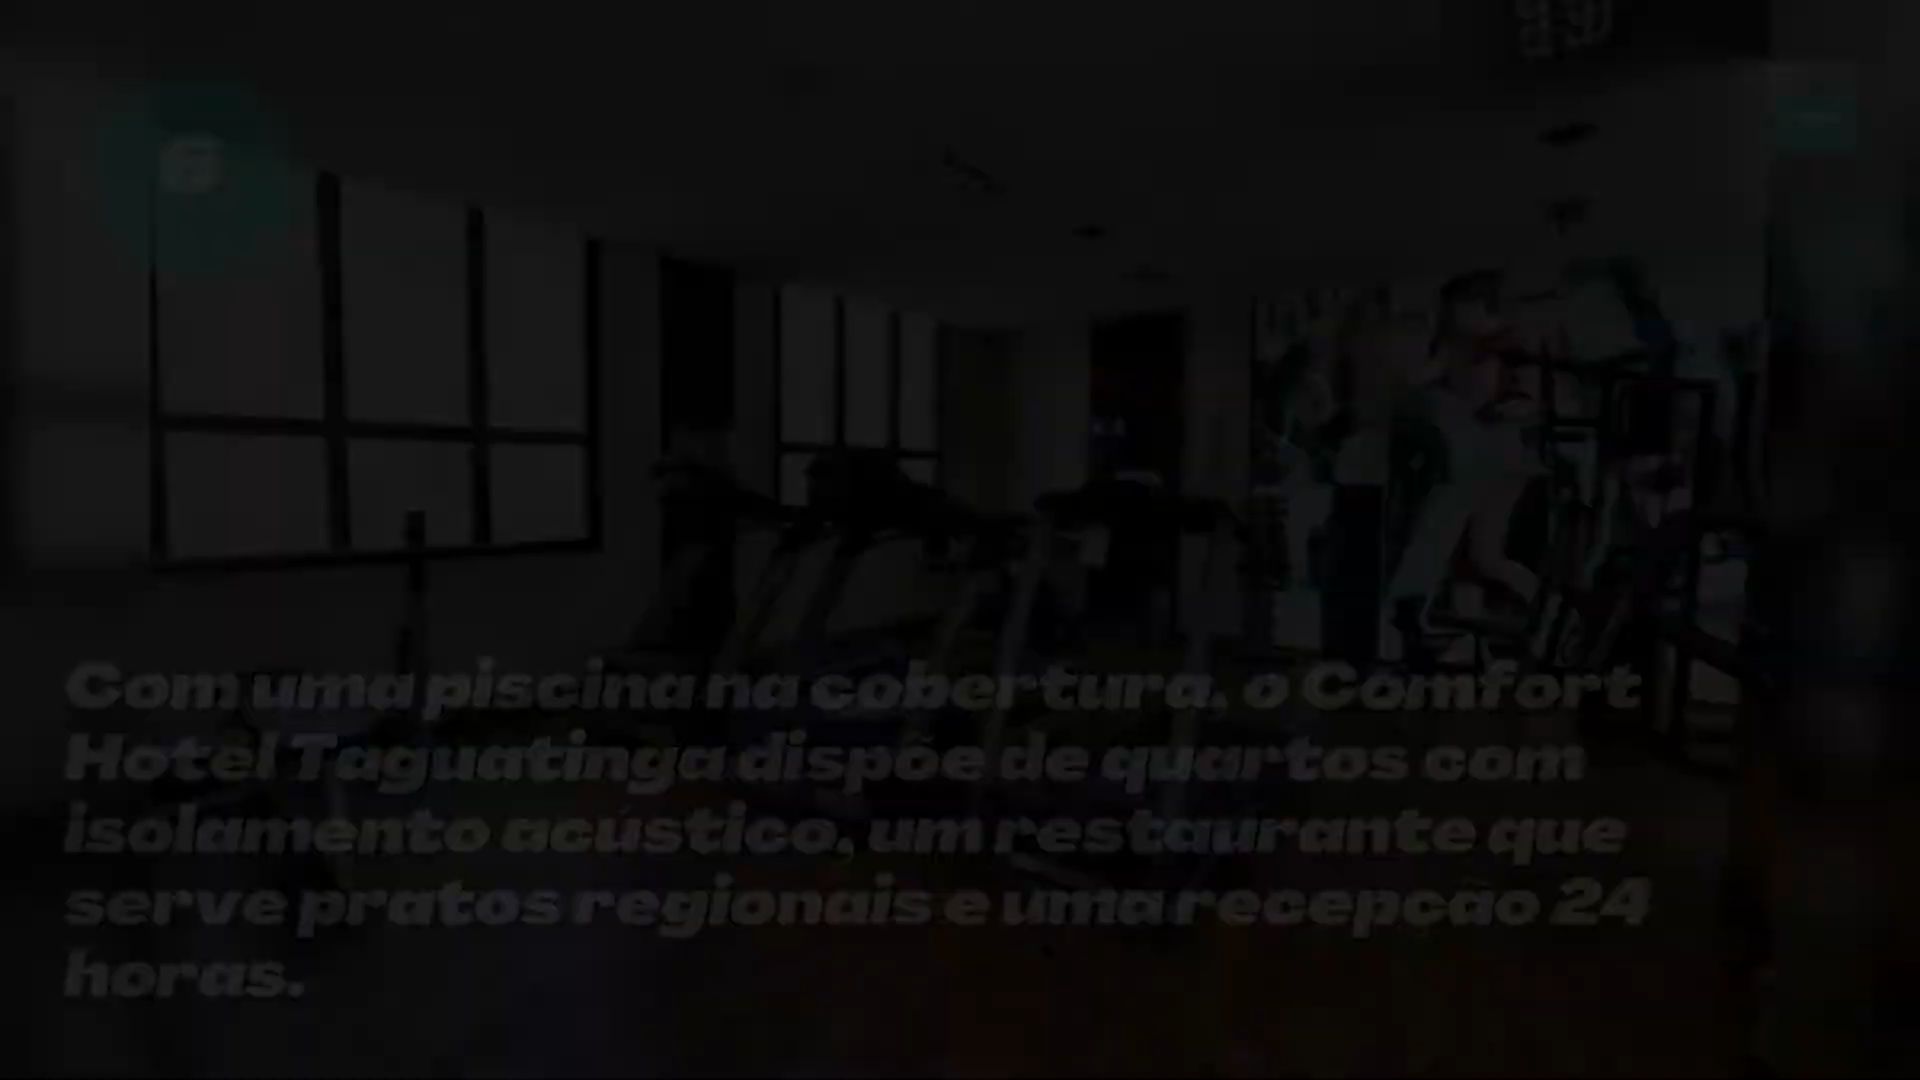 6
Com uma piscina na cobertura, o Comfort
Hotel Taguatinga dispõe de quartos com
isolamento acústico, um restaurante que
serve pratos regionais e uma recepção 24
horas.